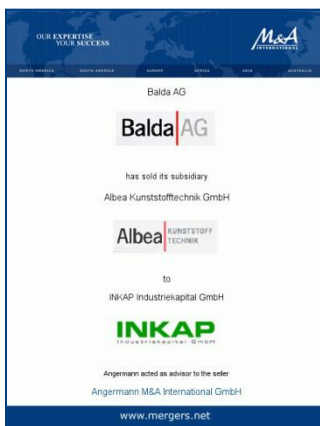 OUR EXPERTISE
YOUR SUCCESS
M&A
INTERNATIONAL
NORTH AMERICA SOUTH AMERICA EUROPE AFRICA ASIA AUSTRALIA
Balda AG
Balda AG
has sold its subsidiary
Albea Kunststofftechnik GmbH
Albea KUNSTSTOFF
TECHNIK
to
INKAP Industriekapital GmbH
INKAP
Industriekapital GmbH
Angermann acted as advisor to the seller
Angermann M&A International GmbH
www.mergers.net